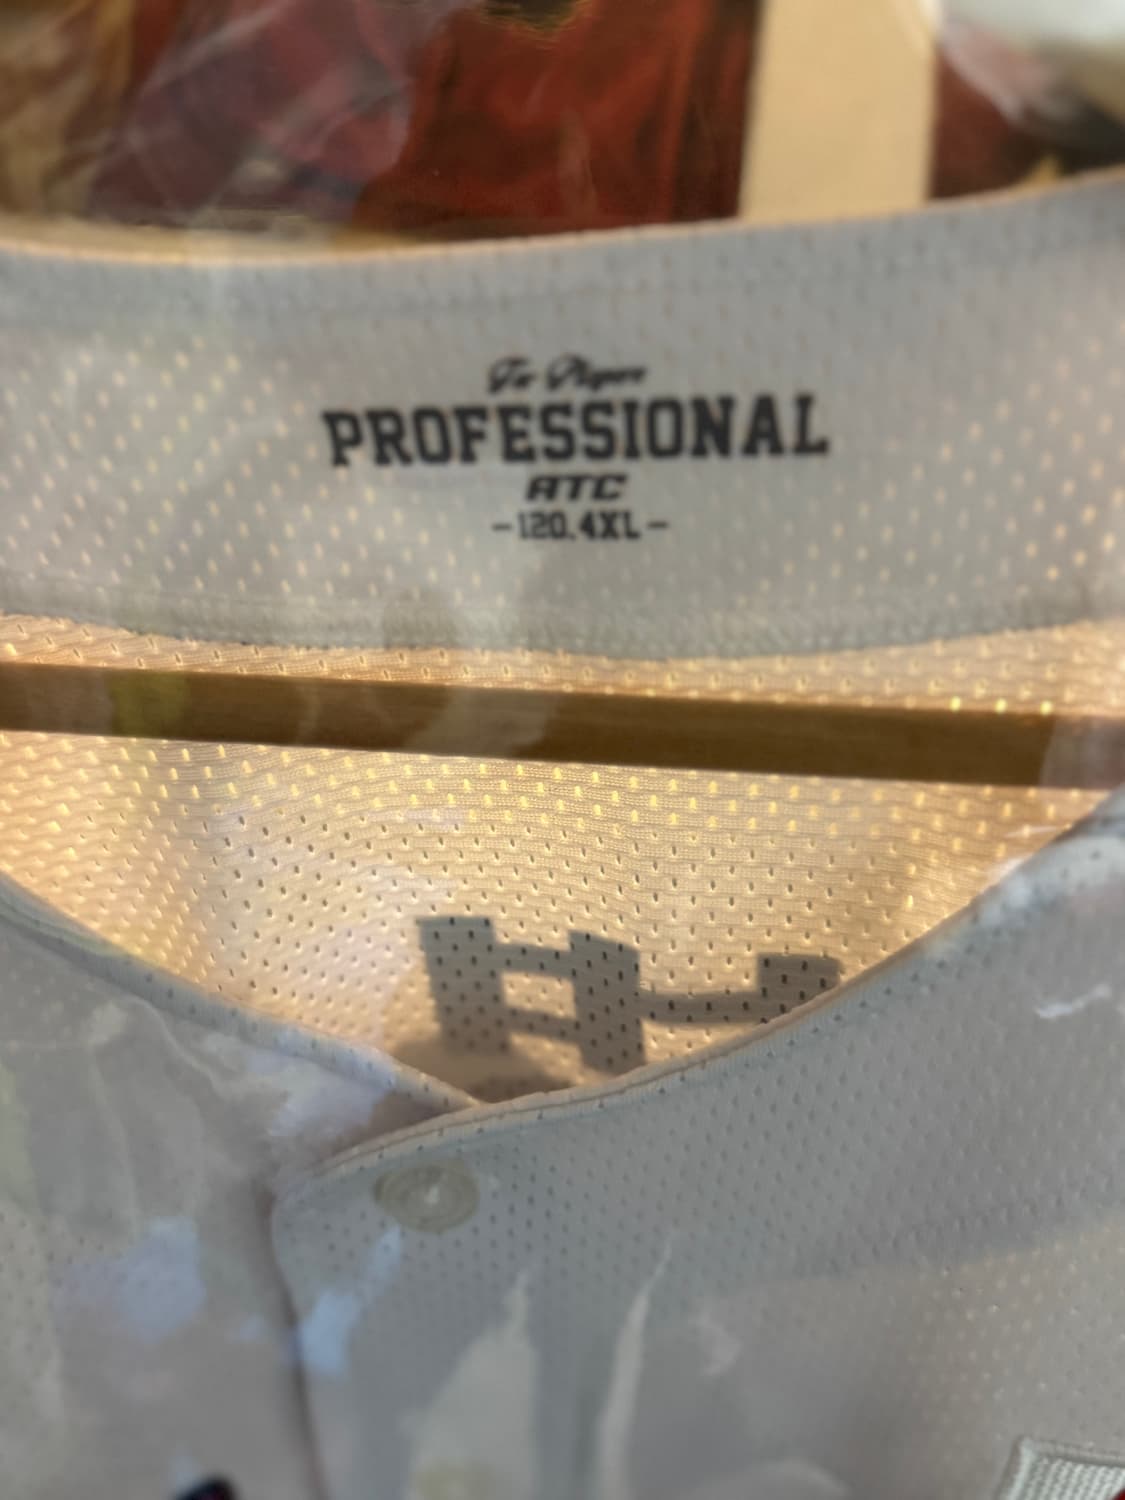 For Players
PROFESSIONAL
ATC
-120.4XL-